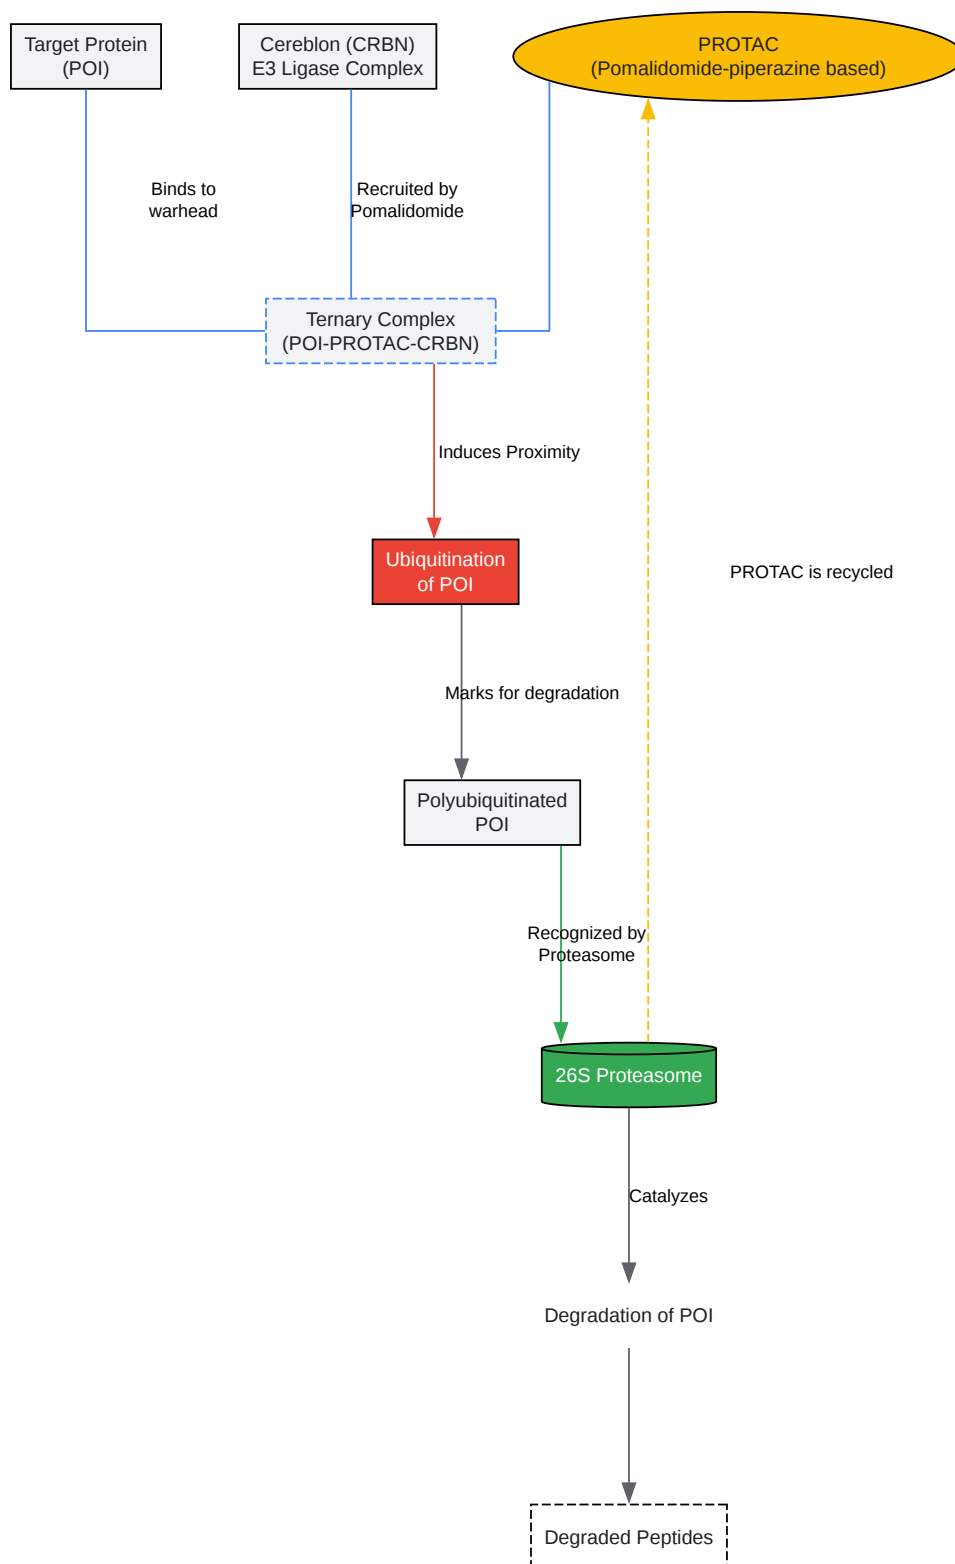 Target Protein
(POI)
Cereblon (CRBN)
E3 Ligase Complex
PROTAC
(Pomalidomide-piperazine based)
Binds to
warhead
Recruited by
Pomalidomide
Ternary Complex
(POI-PROTAC-CRBN)
Induces Proximity
Ubiquitination
of POI
PROTAC is recycled
Marks for degradation
Polyubiquitinated
POI
Recognized by
Proteasome
26S Proteasome
Catalyzes
Degradation of POI
Degraded Peptides